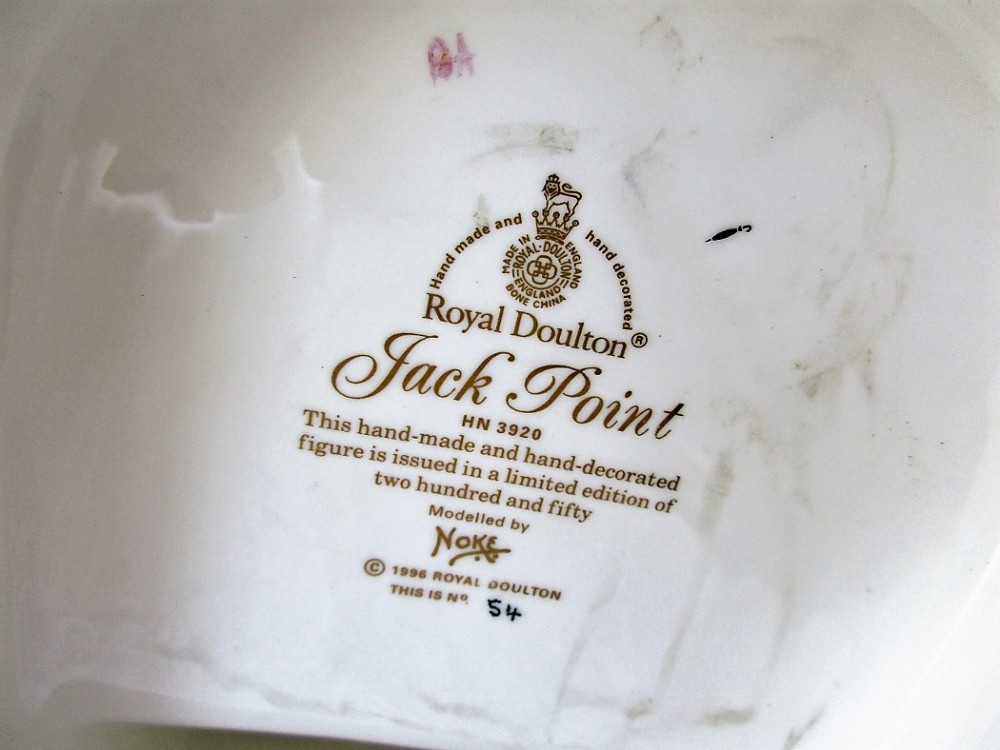 BA
Hand made and hand decorated
MADE IN ENGLAND
ROYAL·DOULTON
ENGLAND
BONE CHINA
Royal Doulton®
Jack Point
HN 3920
This hand-made and hand-decorated
figure is issued in a limited edition of
two hundred and fifty
Modelled by
NOKE
© 1996 ROYAL DOULTON
THIS IS Nº. 54